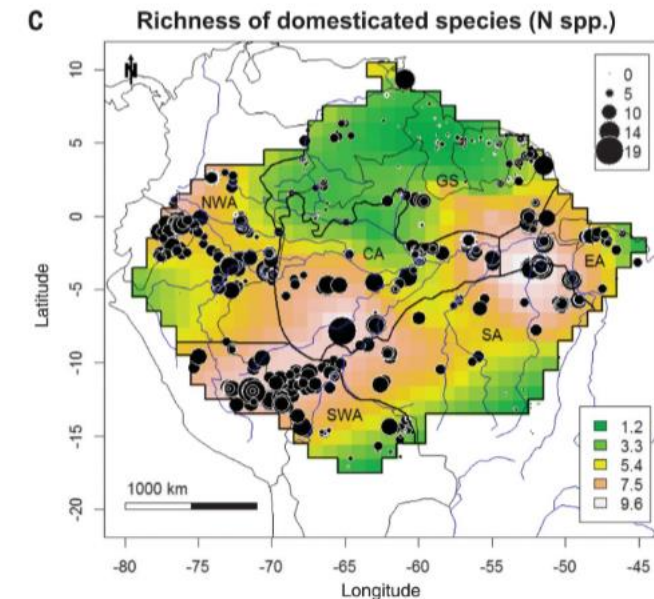 C
Richness of domesticated species (N spp.)
N
0
5
10
14
19
10
5
0
-5
-10
-15
-20
Latitude
NWA
GS
CA
EA
SA
SWA
1.2
3.3
5.4
7.5
9.6
1000 km
-80 -75 -70 -65 -60 -55 -50 -45
Longitude